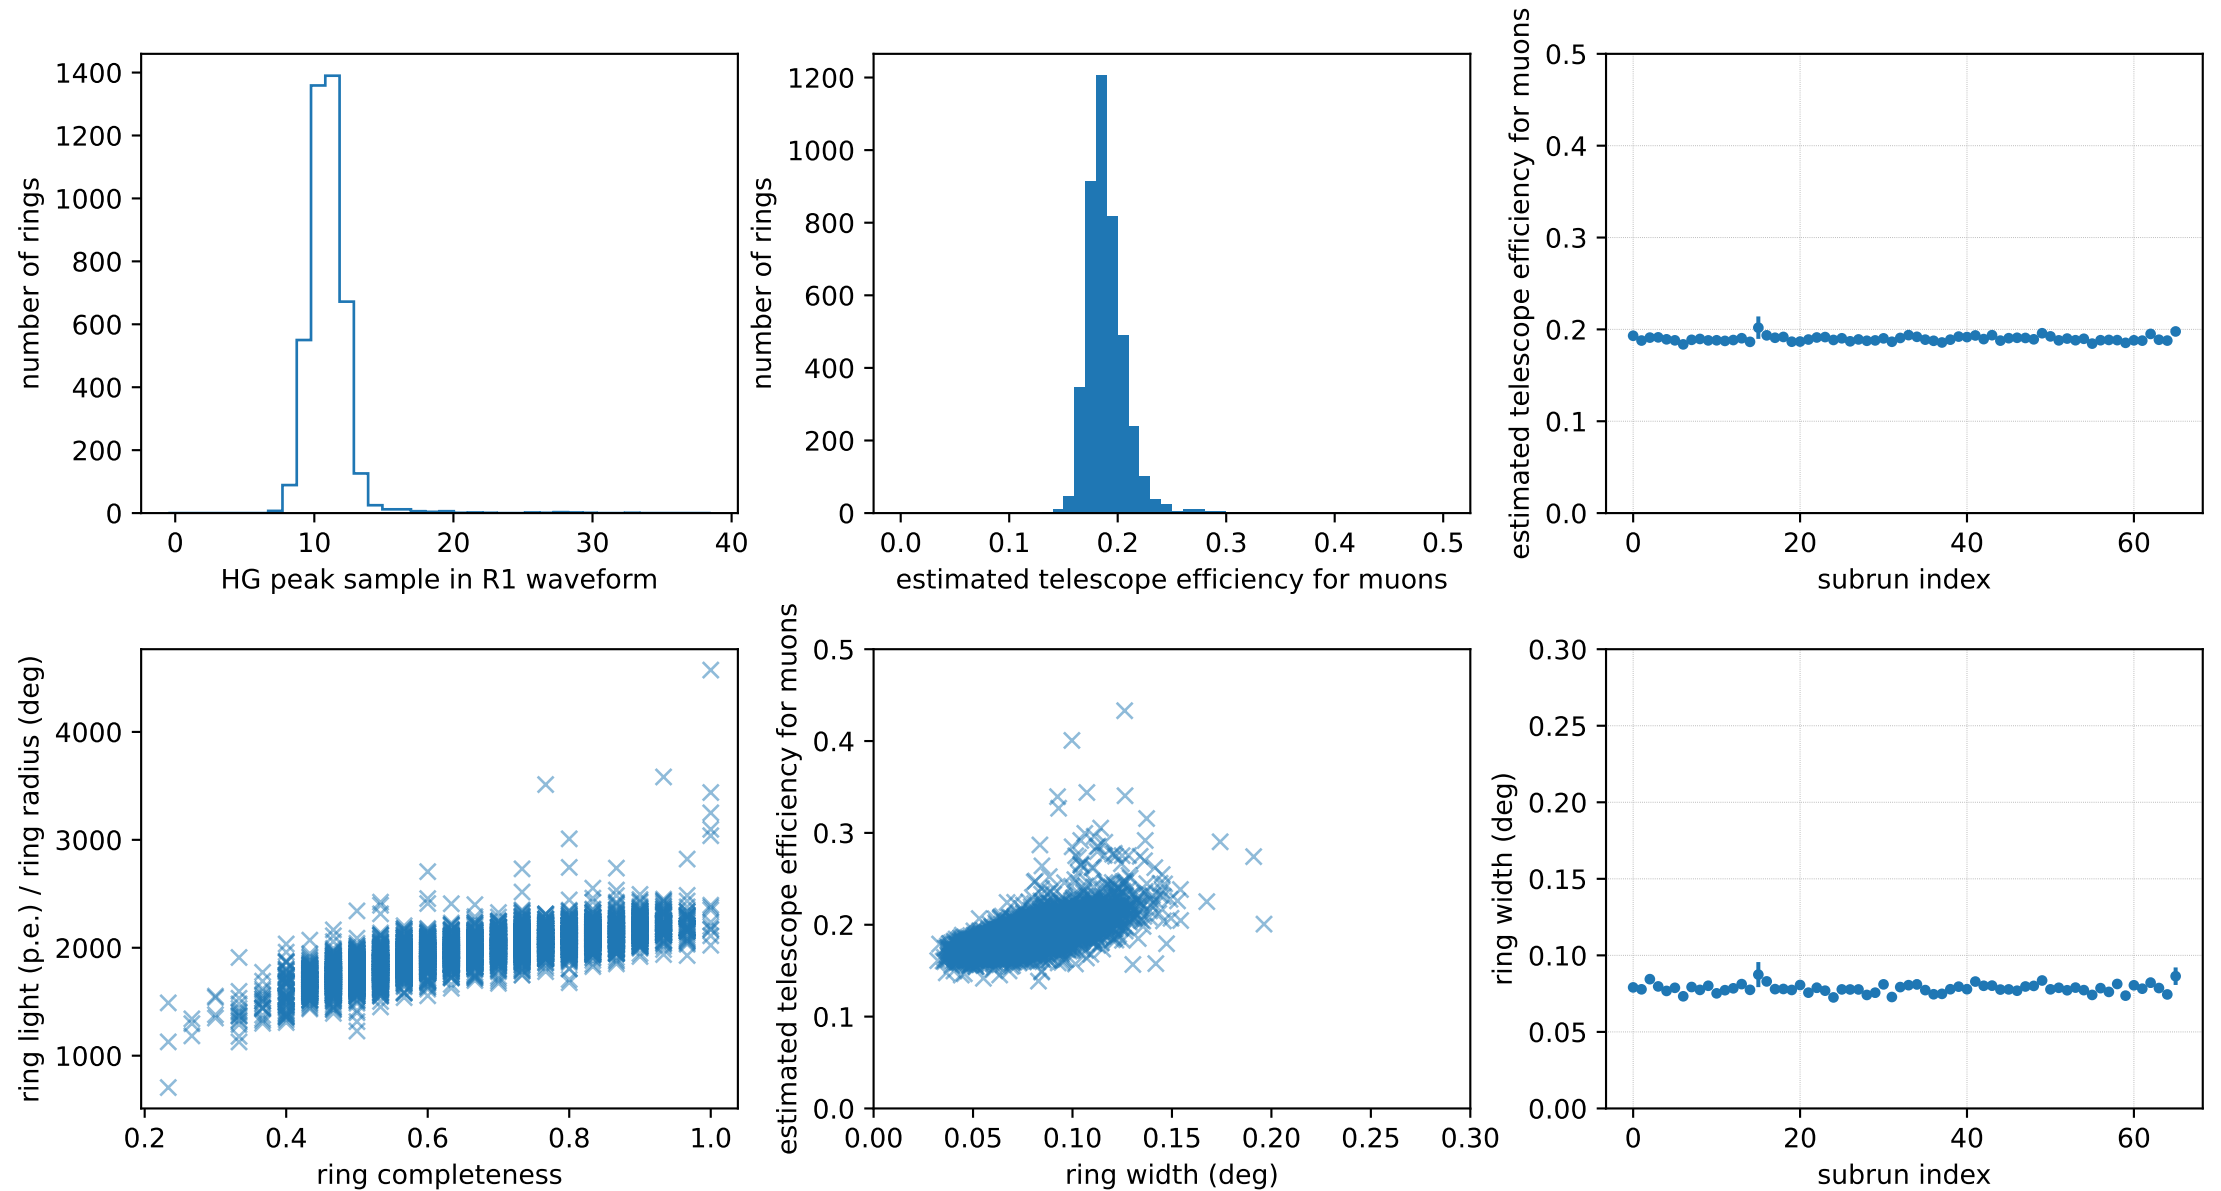 1400
1200
1000
800
600
400
200
0
number of rings
0 10 20 30 40
HG peak sample in R1 waveform
1200
1000
800
600
400
200
0
number of rings
0.0 0.1 0.2 0.3 0.4 0.5
estimated telescope efficiency for muons
0.5
0.4
0.3
0.2
0.1
0.0
estimated telescope efficiency for muons
0 20 40 60
subrun index
4000
3000
2000
1000
ring light (p.e.) / ring radius (deg)
0.2 0.4 0.6 0.8 1.0
ring completeness
0.5
0.4
0.3
0.2
0.1
0.0
estimated telescope efficiency for muons
0.00 0.05 0.10 0.15 0.20 0.25 0.30
ring width (deg)
0.30
0.25
0.20
0.15
0.10
0.05
0.00
ring width (deg)
0 20 40 60
subrun index